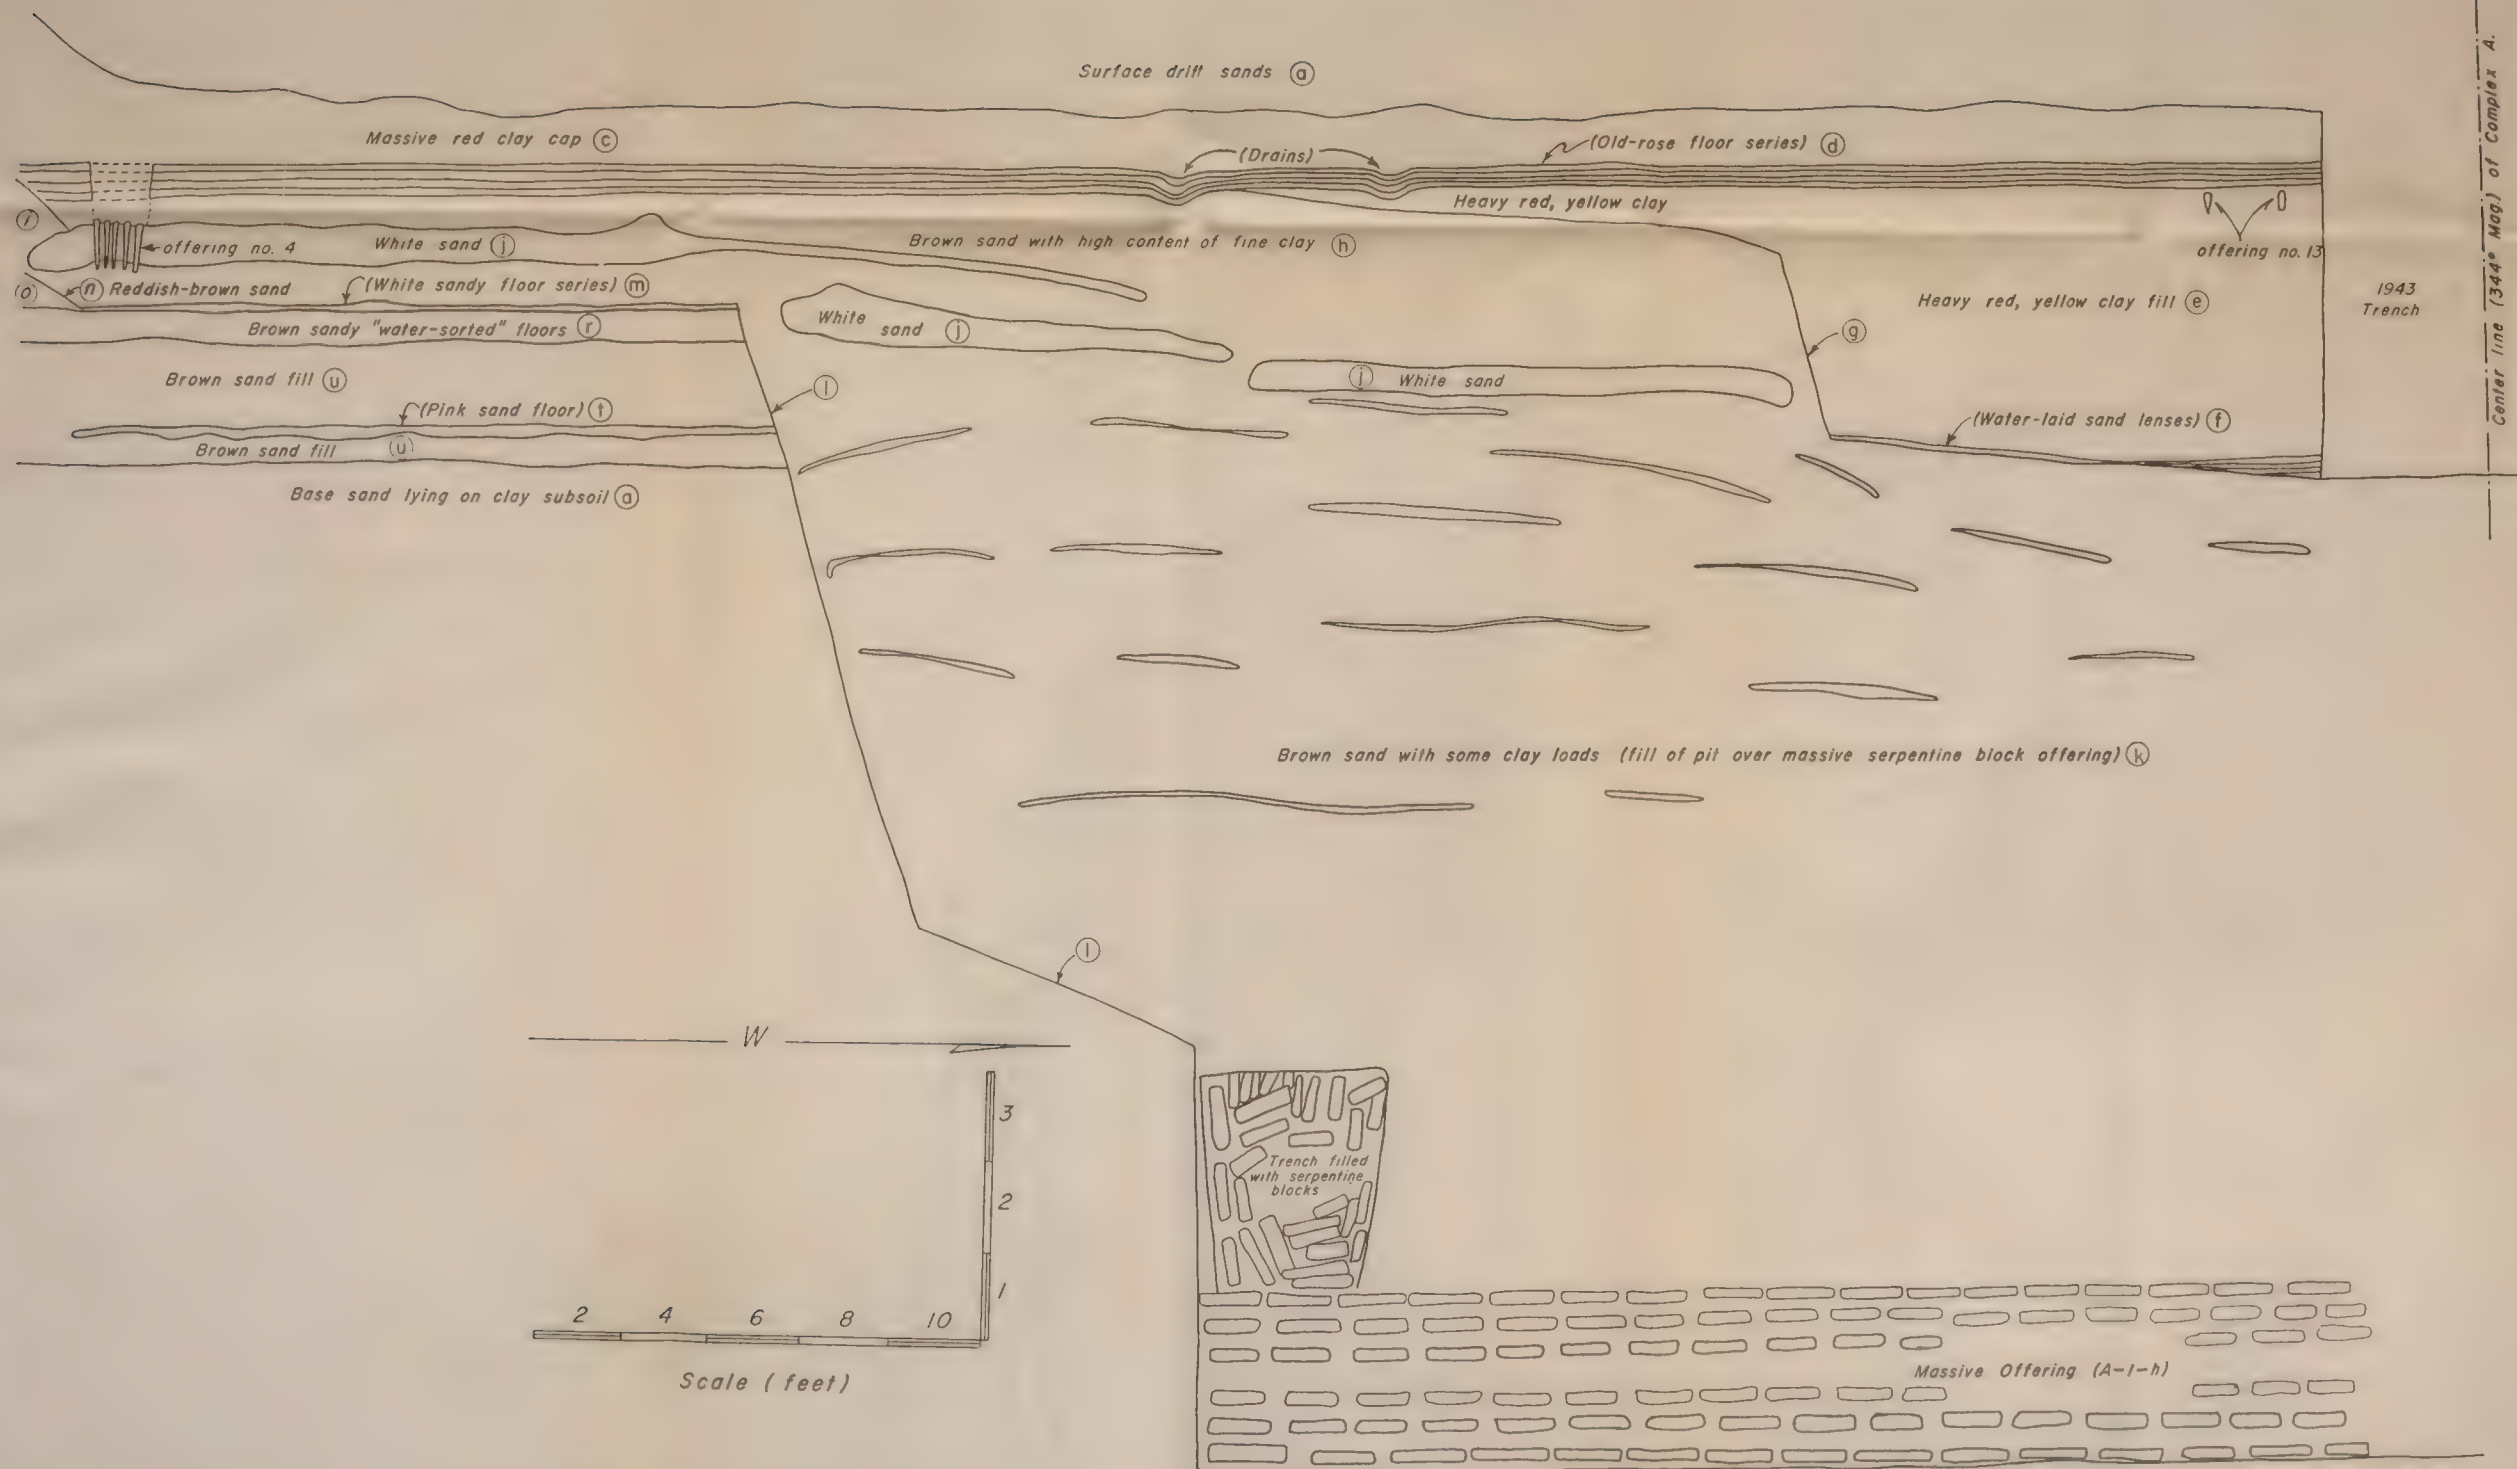 Surface drift sands (a)
Massive red clay cap (c)
(Old-rose floor series) (d)
(Drains)
Heavy red, yellow clay
(i)
offering no. 4
White sand (j)
Brown sand with high content of fine clay (h)
offering no. 13
(o)
(n) Reddish-brown sand
(White sandy floor series) (m)
Brown sandy "water-sorted" floors (r)
White
sand (j)
Heavy red, yellow clay fill (e)
1943
Trench
Center line (344° Mag.) of Complex A.
(g)
Brown sand fill (u)
(l)
(j) White sand
(Pink sand floor) (t)
(Water-laid sand lenses) (f)
Brown sand fill (u)
Base sand lying on clay subsoil (a)
Brown sand with some clay loads (fill of pit over massive serpentine block offering) (k)
(l)
W
3
2
1
2 4 6 8 10
Scale (feet)
Trench filled
with serpentine
blocks
Massive Offering (A-1-h)